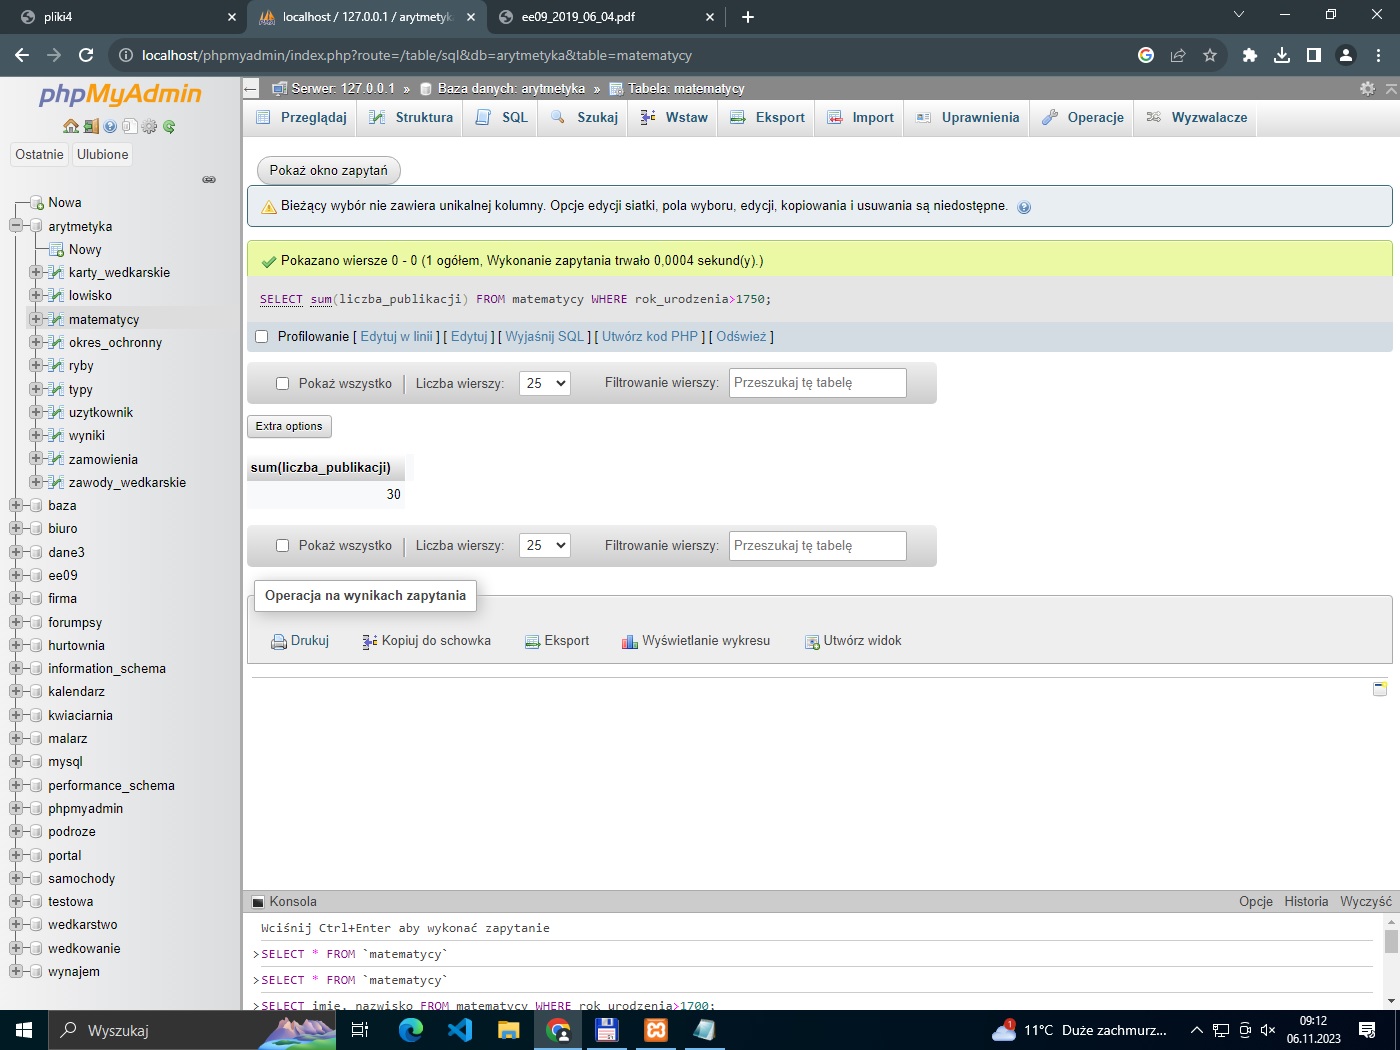 pliki4
localhost / 127.0.0.1 / arytmetyk
ee09_2019_06_04.pdf
localhost/phpmyadmin/index.php?route=/table/sql&db=arytmetyka&table=matematycy
phpMyAdmin
Ostatnie
Ulubione
Nowa
arytmetyka
Nowy
karty_wedkarskie
lowisko
matematycy
okres_ochronny
ryby
typy
uzytkownik
wyniki
zamowienia
zawody_wedkarskie
baza
biuro
dane3
ee09
firma
forumpsy
hurtownia
information_schema
kalendarz
kwiaciarnia
malarz
mysql
performance_schema
phpmyadmin
podroze
portal
samochody
testowa
wedkarstwo
wedkowanie
wynajem
Serwer: 127.0.0.1 » Baza danych: arytmetyka » Tabela: matematycy
Przeglądaj
Struktura
SQL
Szukaj
Wstaw
Eksport
Import
Uprawnienia
Operacje
Wyzwalacze
Pokaż okno zapytań
Bieżący wybór nie zawiera unikalnej kolumny. Opcje edycji siatki, pola wyboru, edycji, kopiowania i usuwania są niedostępne.
Pokazano wiersze 0 - 0 (1 ogółem, Wykonanie zapytania trwało 0,0004 sekund(y).)
SELECT sum(liczba_publikacji) FROM matematycy WHERE rok_urodzenia>1750;
Profilowanie [ Edytuj w linii ] [ Edytuj ] [ Wyjaśnij SQL ] [ Utwórz kod PHP ] [ Odśwież ]
Pokaż wszystko
Liczba wierszy:
25
Filtrowanie wierszy:
Przeszukaj tę tabelę
Extra options
sum(liczba_publikacji)
30
Pokaż wszystko
Liczba wierszy:
25
Filtrowanie wierszy:
Przeszukaj tę tabelę
Operacja na wynikach zapytania
Drukuj
Kopiuj do schowka
Eksport
Wyświetlanie wykresu
Utwórz widok
Konsola
Opcje
Historia
Wyczyść
Wciśnij Ctrl+Enter aby wykonać zapytanie
>SELECT * FROM `matematycy`
>SELECT * FROM `matematycy`
>SELECT imie, nazwisko FROM matematycy WHERE rok_urodzenia>1700;
Wyszukaj
1
11°C Duże zachmurz...
09:12
06.11.2023